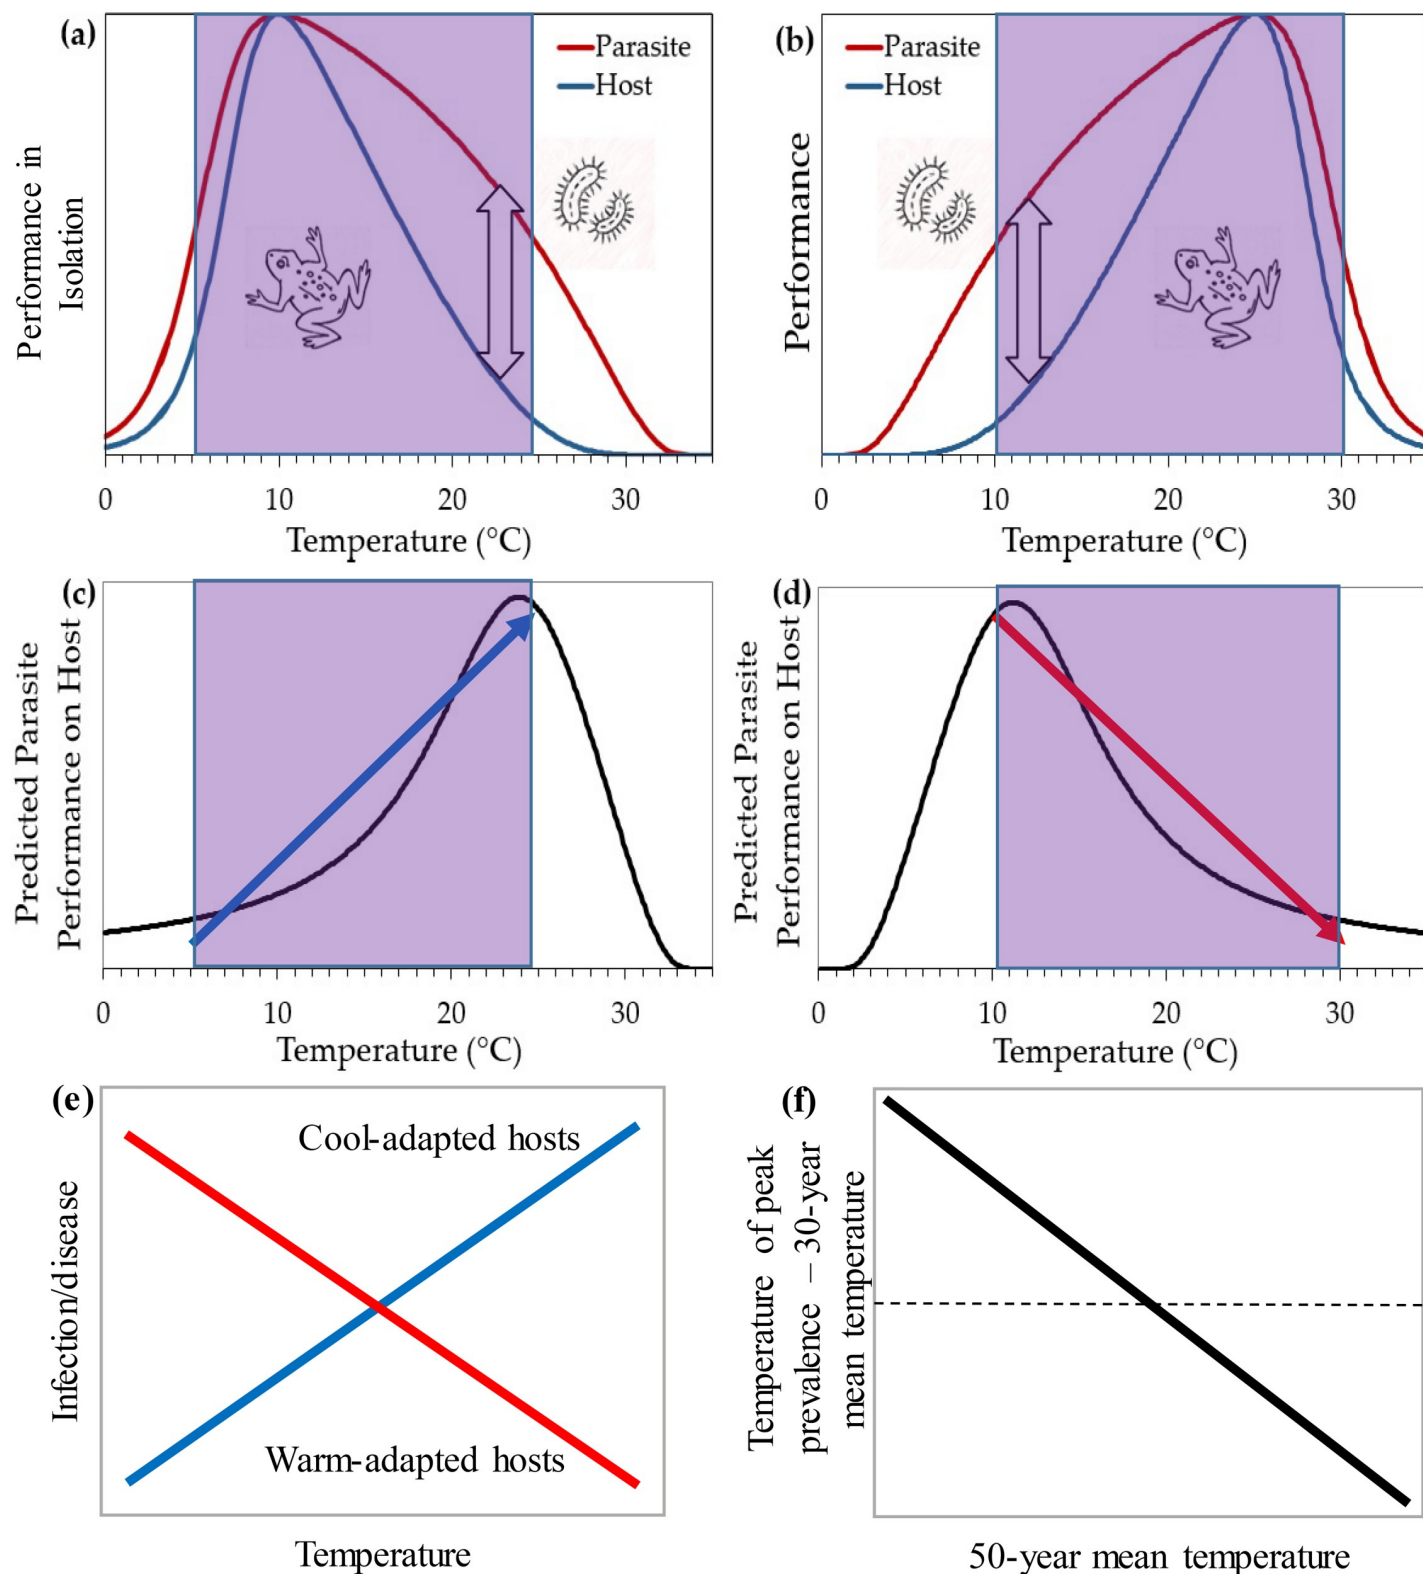 (a)
Parasite
Host
Performance in
Isolation
0 10 20 30
Temperature (°C)
(b)
Parasite
Host
Performance
0 10 20 30
Temperature (°C)
(c)
Predicted Parasite
Performance on Host
0 10 20 30
Temperature (°C)
(d)
Predicted Parasite
Performance on Host
0 10 20 30
Temperature (°C)
(e)
Infection/disease
Cool-adapted hosts
Warm-adapted hosts
Temperature
(f)
Temperature of peak
prevalence – 30-year
mean temperature
50-year mean temperature